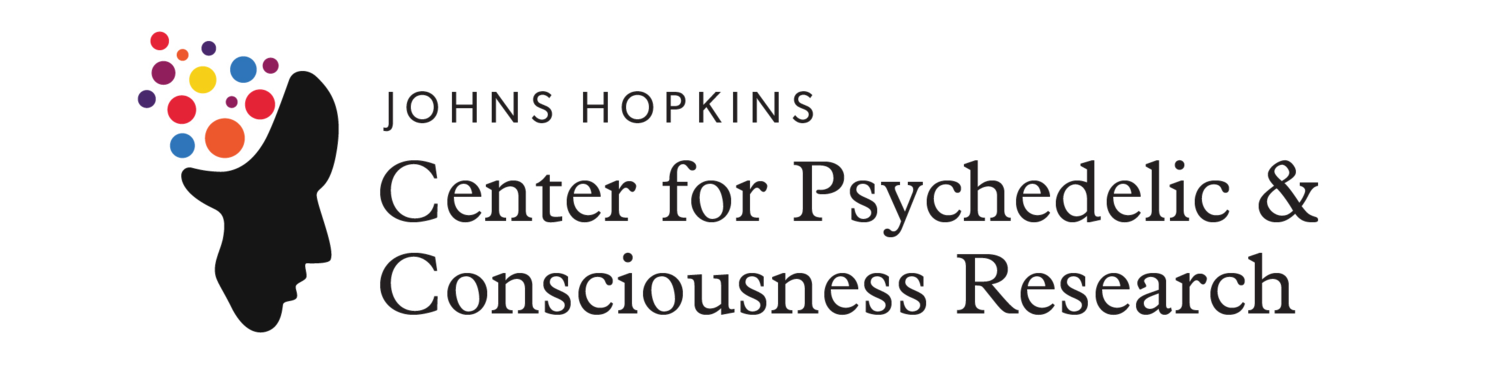 JOHNS HOPKINS
Center for Psychedelic &
Consciousness Research